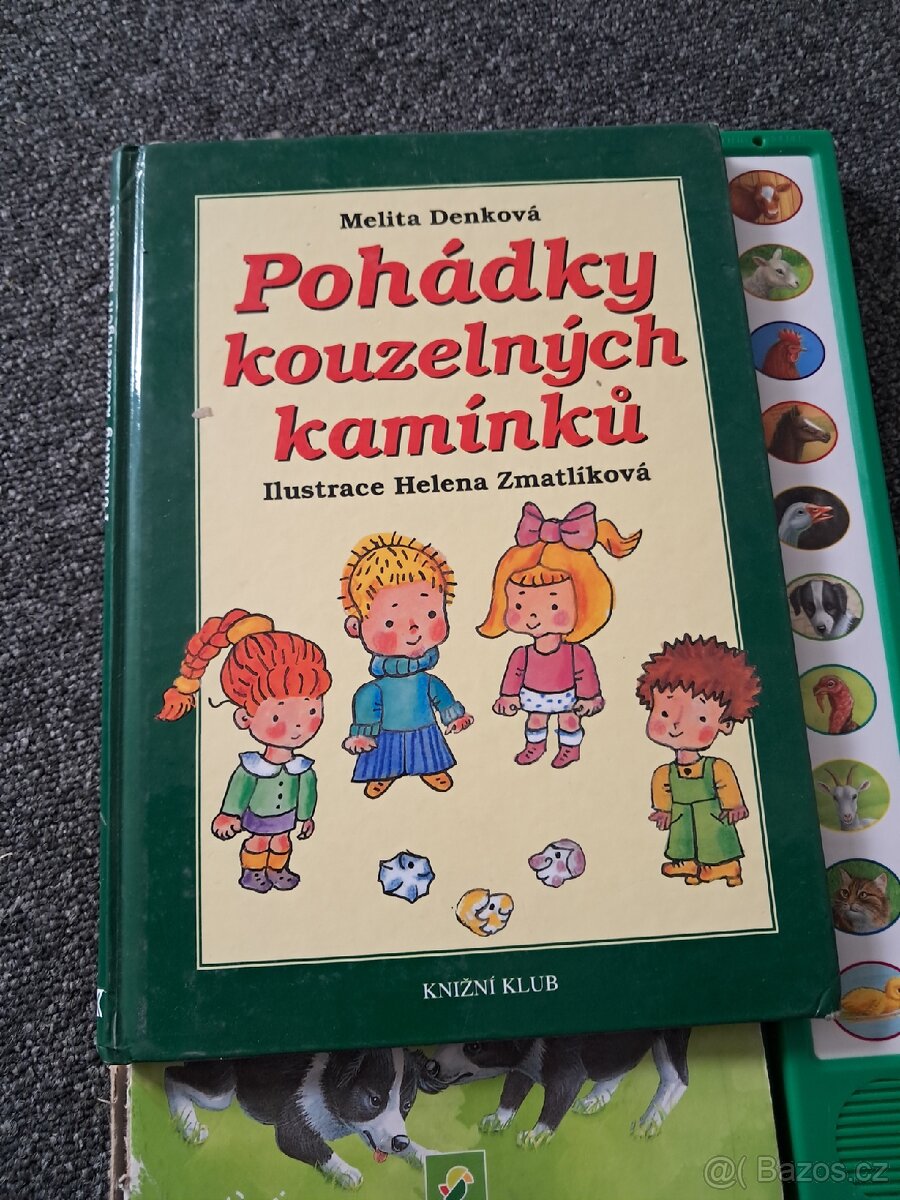 Melita Denková
Pohádky
kouzelných
kamínků
Ilustrace Helena Zmatlíková
KNIŽNÍ KLUB
@( Bazos.cz